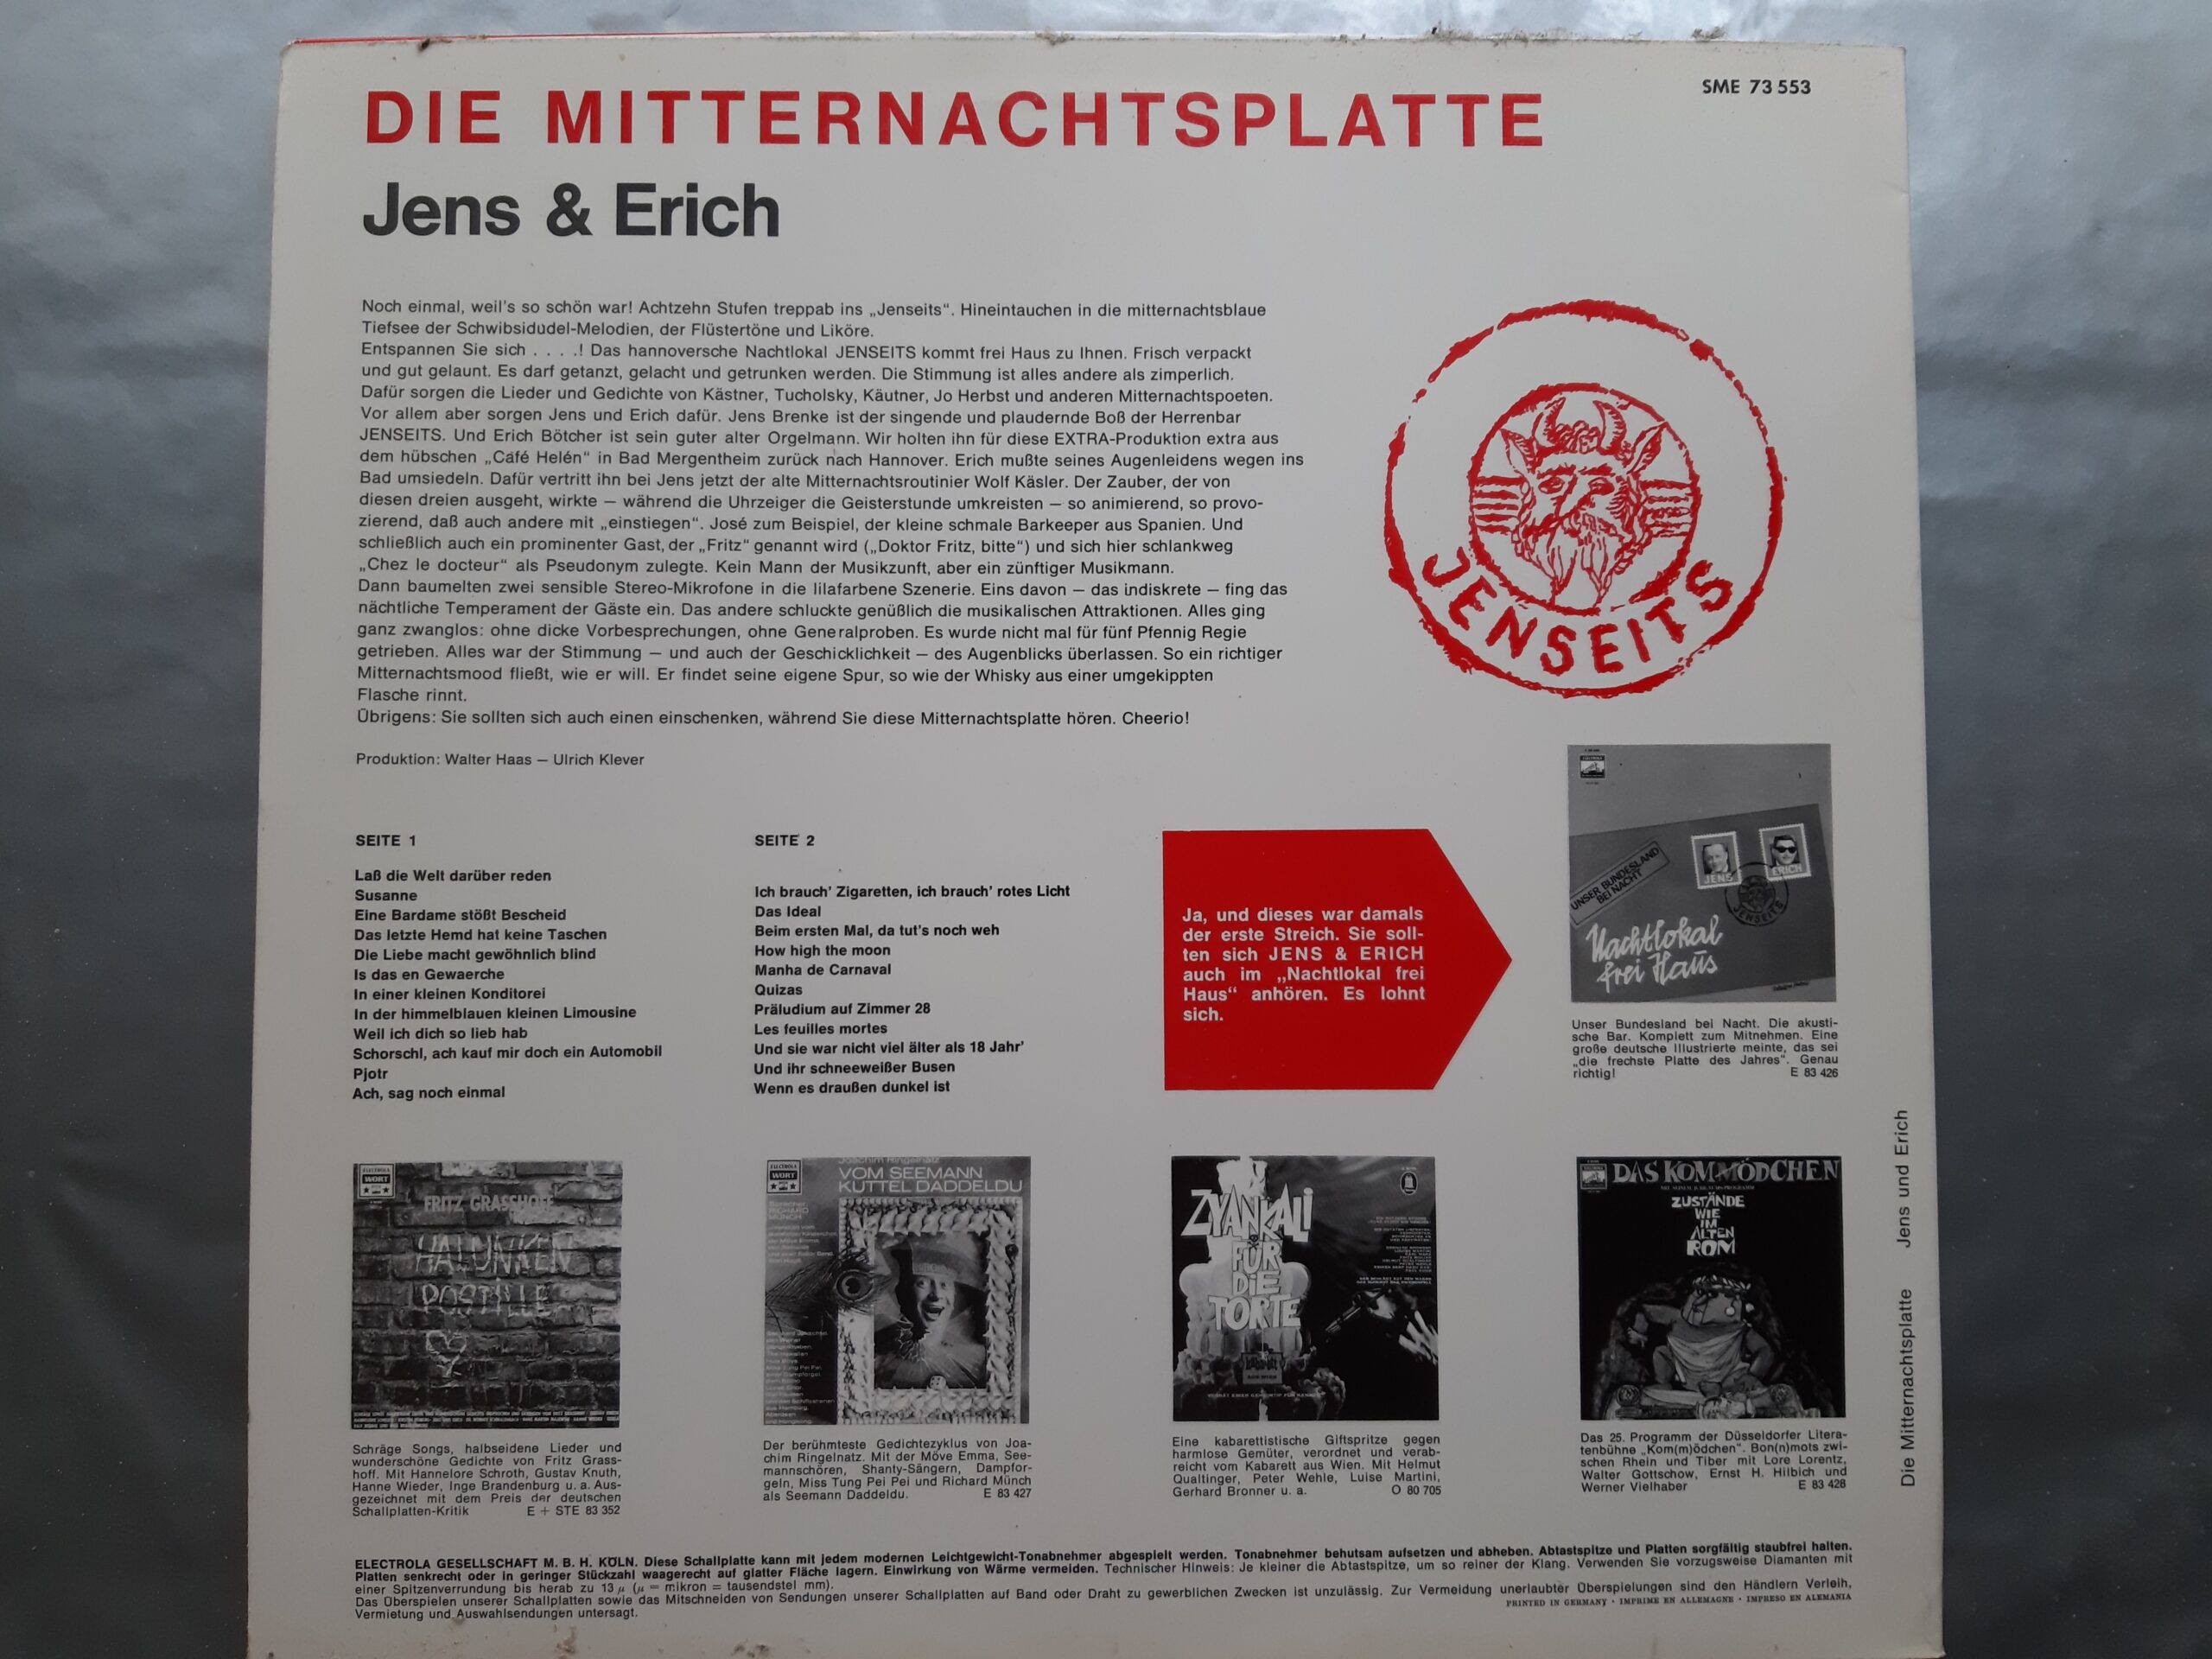 SME 73 553
DIE MITTERNACHTSPLATTE
Jens & Erich
Noch einmal, weil's so schön war! Achtzehn Stufen treppab ins „Jenseits“. Hineintauchen in die mitternachtsblaue
Tiefsee der Schwibsidudel-Melodien, der Flüstertöne und Liköre.
Entspannen Sie sich . . . .! Das hannoversche Nachtlokal JENSEITS kommt frei Haus zu Ihnen. Frisch verpackt
und gut gelaunt. Es darf getanzt, gelacht und getrunken werden. Die Stimmung ist alles andere als zimperlich.
Dafür sorgen die Lieder und Gedichte von Kästner, Tucholsky, Käutner, Jo Herbst und anderen Mitternachtspoeten.
Vor allem aber sorgen Jens und Erich dafür. Jens Brenke ist der singende und plaudernde Boß der Herrenbar
JENSEITS. Und Erich Bötcher ist sein guter alter Orgelmann. Wir holten ihn für diese EXTRA-Produktion extra aus
dem hübschen „Café Helén“ in Bad Mergentheim zurück nach Hannover. Erich mußte seines Augenleidens wegen ins
Bad umsiedeln. Dafür vertritt ihn bei Jens jetzt der alte Mitternachtsroutinier Wolf Käsler. Der Zauber, der von
diesen dreien ausgeht, wirkte — während die Uhrzeiger die Geisterstunde umkreisten — so animierend, so provo-
zierend, daß auch andere mit „einstiegen“. José zum Beispiel, der kleine schmale Barkeeper aus Spanien. Und
schließlich auch ein prominenter Gast, der „Fritz“ genannt wird („Doktor Fritz, bitte“) und sich hier schlankweg
„Chez le docteur“ als Pseudonym zulegte. Kein Mann der Musikzunft, aber ein zünftiger Musikmann.
Dann baumelten zwei sensible Stereo-Mikrofone in die lilafarbene Szenerie. Eins davon — das indiskrete — fing das
nächtliche Temperament der Gäste ein. Das andere schluckte genüßlich die musikalischen Attraktionen. Alles ging
ganz zwanglos: ohne dicke Vorbesprechungen, ohne Generalproben. Es wurde nicht mal für fünf Pfennig Regie
getrieben. Alles war der Stimmung — und auch der Geschicklichkeit — des Augenblicks überlassen. So ein richtiger
Mitternachtsmood fließt, wie er will. Er findet seine eigene Spur, so wie der Whisky aus einer umgekippten
Flasche rinnt.
Übrigens: Sie sollten sich auch einen einschenken, während Sie diese Mitternachtsplatte hören. Cheerio!
Produktion: Walter Haas — Ulrich Klever
JENSEITS
SEITE 1
Laß die Welt darüber reden
Susanne
Eine Bardame stößt Bescheid
Das letzte Hemd hat keine Taschen
Die Liebe macht gewöhnlich blind
Is das en Gewaerche
In einer kleinen Konditorei
In der himmelblauen kleinen Limousine
Weil ich dich so lieb hab
Schorschl, ach kauf mir doch ein Automobil
Pjotr
Ach, sag noch einmal
SEITE 2
Ich brauch' Zigaretten, ich brauch' rotes Licht
Das Ideal
Beim ersten Mal, da tut's noch weh
How high the moon
Manha de Carnaval
Quizas
Präludium auf Zimmer 28
Les feuilles mortes
Und sie war nicht viel älter als 18 Jahr'
Und ihr schneeweißer Busen
Wenn es draußen dunkel ist
Ja, und dieses war damals
der erste Streich. Sie soll-
ten sich JENS & ERICH
auch im „Nachtlokal frei
Haus“ anhören. Es lohnt
sich.
ELECTROLA
UNSER BUNDESLAND
BEI NACHT
JENS
ERICH
JENSEITS
Nachtlokal
frei Haus
Unser Bundesland bei Nacht. Die akusti-
sche Bar. Komplett zum Mitnehmen. Eine
große deutsche Illustrierte meinte, das sei
„die frechste Platte des Jahres“. Genau
richtig! E 83 426
ELECTROLA
WORT
FRITZ GRASSHOFF
HALUNKEN
POSTILLE
Schräge Songs, halbseidene Lieder und
wunderschöne Gedichte von Fritz Grass-
hoff. Mit Hannelore Schroth, Gustav Knuth,
Hanne Wieder, Inge Brandenburg u. a. Aus-
gezeichnet mit dem Preis der deutschen
Schallplatten-Kritik E + STE 83 352
ELECTROLA
WORT
Joachim Ringelnatz
VOM SEEMANN
KUTTEL DADDELDU
RICHARD
MÜNCH
Der berühmteste Gedichtezyklus von Joa-
chim Ringelnatz. Mit der Möve Emma, See-
mannschören, Shanty-Sängern, Dampfor-
geln, Miss Tung Pei Pei und Richard Münch
als Seemann Daddeldu. E 83 427
ZYANKALI
FÜR
DIE
TORTE
Eine kabarettistische Giftspritze gegen
harmlose Gemüter, verordnet und verab-
reicht vom Kabarett aus Wien. Mit Helmut
Qualtinger, Peter Wehle, Luise Martini,
Gerhard Bronner u. a. O 80 705
DAS KOMMÖDCHEN
ZUSTÄNDE
WIE
IM
ALTEN
ROM
Das 25. Programm der Düsseldorfer Litera-
tenbühne „Kom(m)ödchen“. Bon(n)mots zwi-
schen Rhein und Tiber mit Lore Lorentz,
Walter Gottschow, Ernst H. Hilbich und
Werner Vielhaber E 83 428
Die Mitternachtsplatte Jens und Erich
ELECTROLA GESELLSCHAFT M. B. H. KÖLN. Diese Schallplatte kann mit jedem modernen Leichtgewicht-Tonabnehmer abgespielt werden. Tonabnehmer behutsam aufsetzen und abheben. Abtastspitze und Platten sorgfältig staubfrei halten.
Platten senkrecht oder in geringer Stückzahl waagerecht auf glatter Fläche lagern. Einwirkung von Wärme vermeiden. Technischer Hinweis: Je kleiner die Abtastspitze, um so reiner der Klang. Verwenden Sie vorzugsweise Diamanten mit
einer Spitzenverrundung bis herab zu 13 µ (µ = mikron = tausendstel mm).
Das Überspielen unserer Schallplatten sowie das Mitschneiden von Sendungen unserer Schallplatten auf Band oder Draht zu gewerblichen Zwecken ist unzulässig. Zur Vermeidung unerlaubter Überspielungen sind den Händlern Verleih,
Vermietung und Auswahlsendungen untersagt.
PRINTED IN GERMANY · IMPRIMÉ EN ALLEMAGNE · IMPRESO EN ALEMANIA